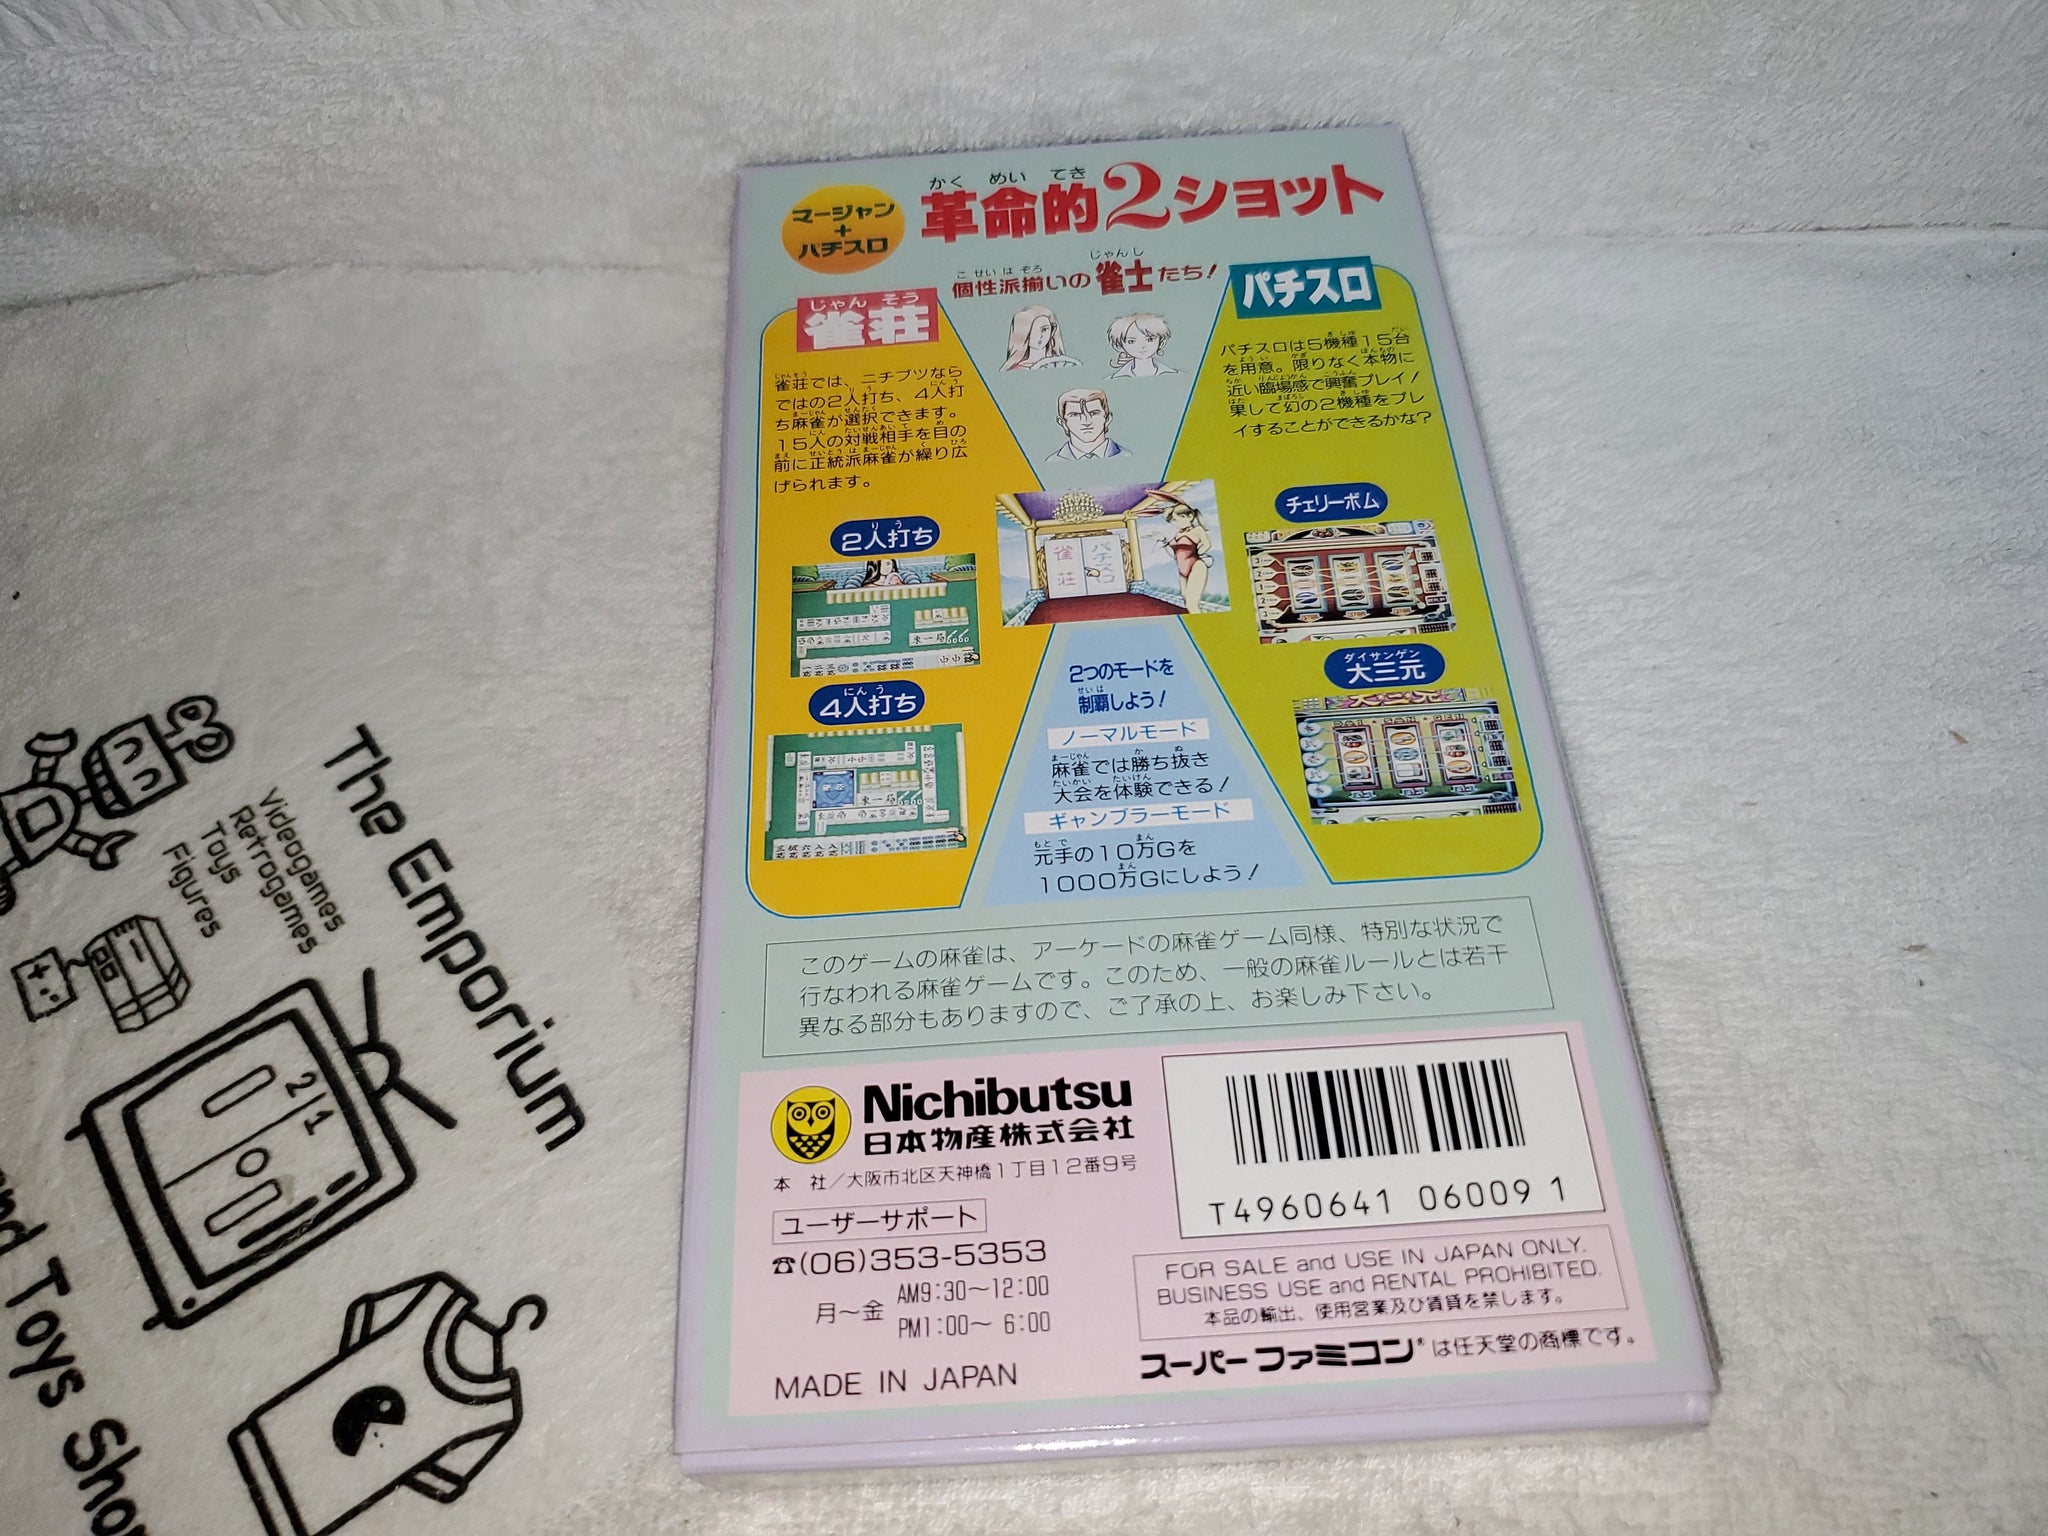 マージャン
+
パチスロ
かく めい てき
革命的2ショット
こ せい は ぞろ じゃんし
個性派揃いの雀士たち!
じゃん そう
雀荘
雀荘では、ニチブツなら
ではの2人打ち、4人打
ち麻雀が選択できます。
15人の対戦相手を目の
前に正統派麻雀が繰り広
げられます。
2人打ち
4人打ち
雀荘
パチスロ
2つのモードを
制覇しよう!
ノーマルモード
麻雀では勝ち抜き
大会を体験できる!
ギャンブラーモード
元手の10万Gを
1000万Gにしよう!
パチスロ
パチスロは5機種15台
を用意。限りなく本物に
近い臨場感で興奮プレイ!
果して幻の2機種をプレ
イすることができるかな?
チェリーボム
ダイサンゲン
大三元
このゲームの麻雀は、アーケードの麻雀ゲーム同様、特別な状況で
行なわれる麻雀ゲームです。このため、一般の麻雀ルールとは若干
異なる部分もありますので、ご了承の上、お楽しみ下さい。
Nichibutsu
日本物産株式会社
本 社/大阪市北区天神橋1丁目12番9号
ユーザーサポート
☎(06)353-5353
月〜金
AM9:30〜12:00
PM1:00〜 6:00
MADE IN JAPAN
T4960641 06009 1
FOR SALE and USE IN JAPAN ONLY.
BUSINESS USE and RENTAL PROHIBITED.
本品の輸出、使用営業及び賃貸を禁じます。
スーパーファミコン®は任天堂の商標です。
The Emporium
Videogames
Retrogames
Toys
Figures
2 1
nd Toys Sho